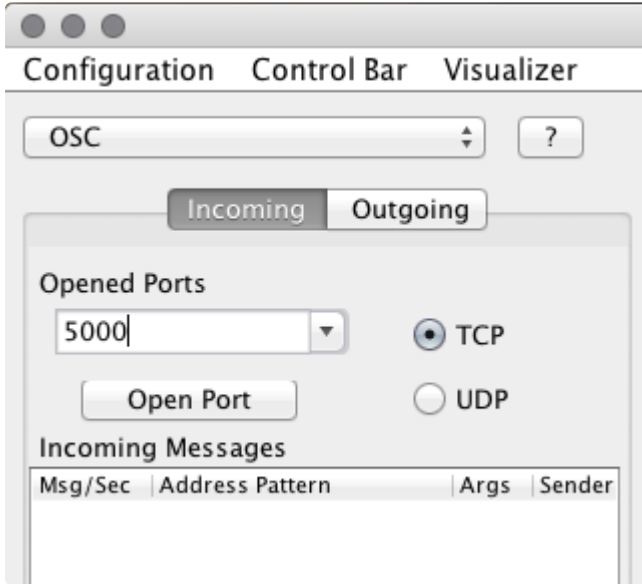 Configuration Control Bar Visualizer
OSC ?
Incoming Outgoing
Opened Ports
5000 TCP
Open Port UDP
Incoming Messages
Msg/Sec Address Pattern Args Sender